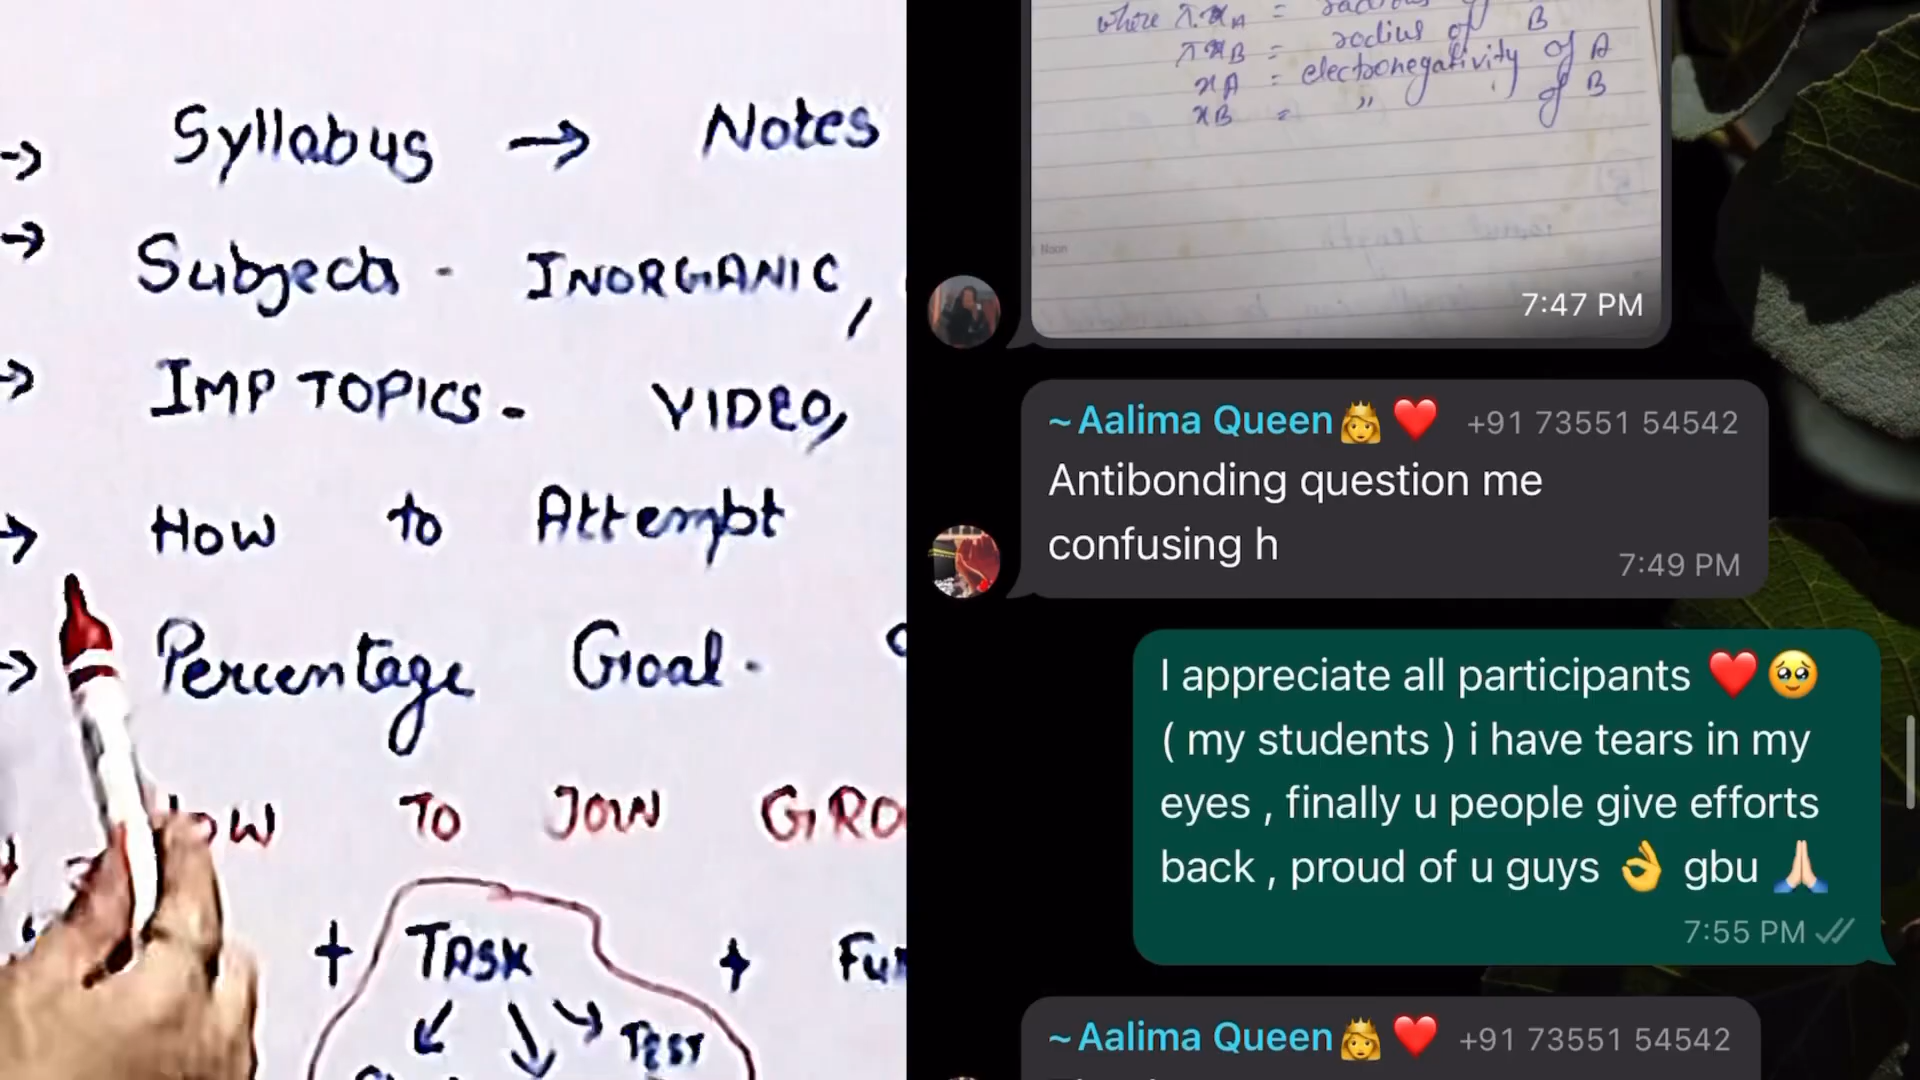 Syllabus → Notes
Subjects - INORGANIC,
IMP TOPICS - VIDEO,
How to Attempt
Percentage Goal -
TO JOIN GRO
+ TASK + Fu
TEST
where
= radius of B
xA = electronegativity of A
xB = " of B
Noon
7:47 PM
~Aalima Queen👸❤️ +91 73551 54542
Antibonding question me
confusing h
7:49 PM
I appreciate all participants ❤️🥹
( my students ) i have tears in my
eyes , finally u people give efforts
back , proud of u guys 👌 gbu 🙏🏻
7:55 PM
~Aalima Queen👸❤️ +91 73551 54542